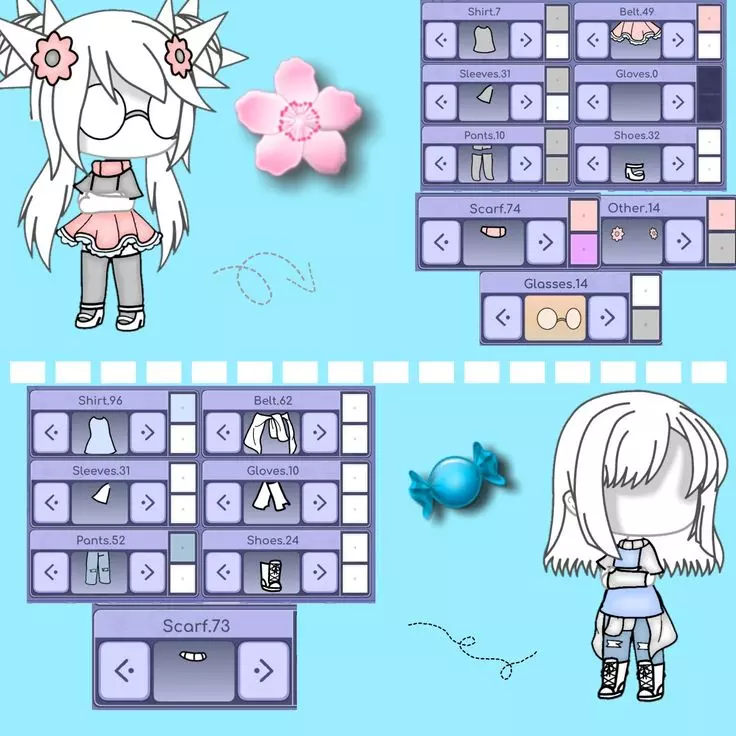 Shirt.7
Belt.49
Sleeves.31
Gloves.0
Pants.10
Shoes.32
Scarf.74
Other.14
Glasses.14
Shirt.96
Belt.62
Sleeves.31
Gloves.10
Pants.52
Shoes.24
Scarf.73